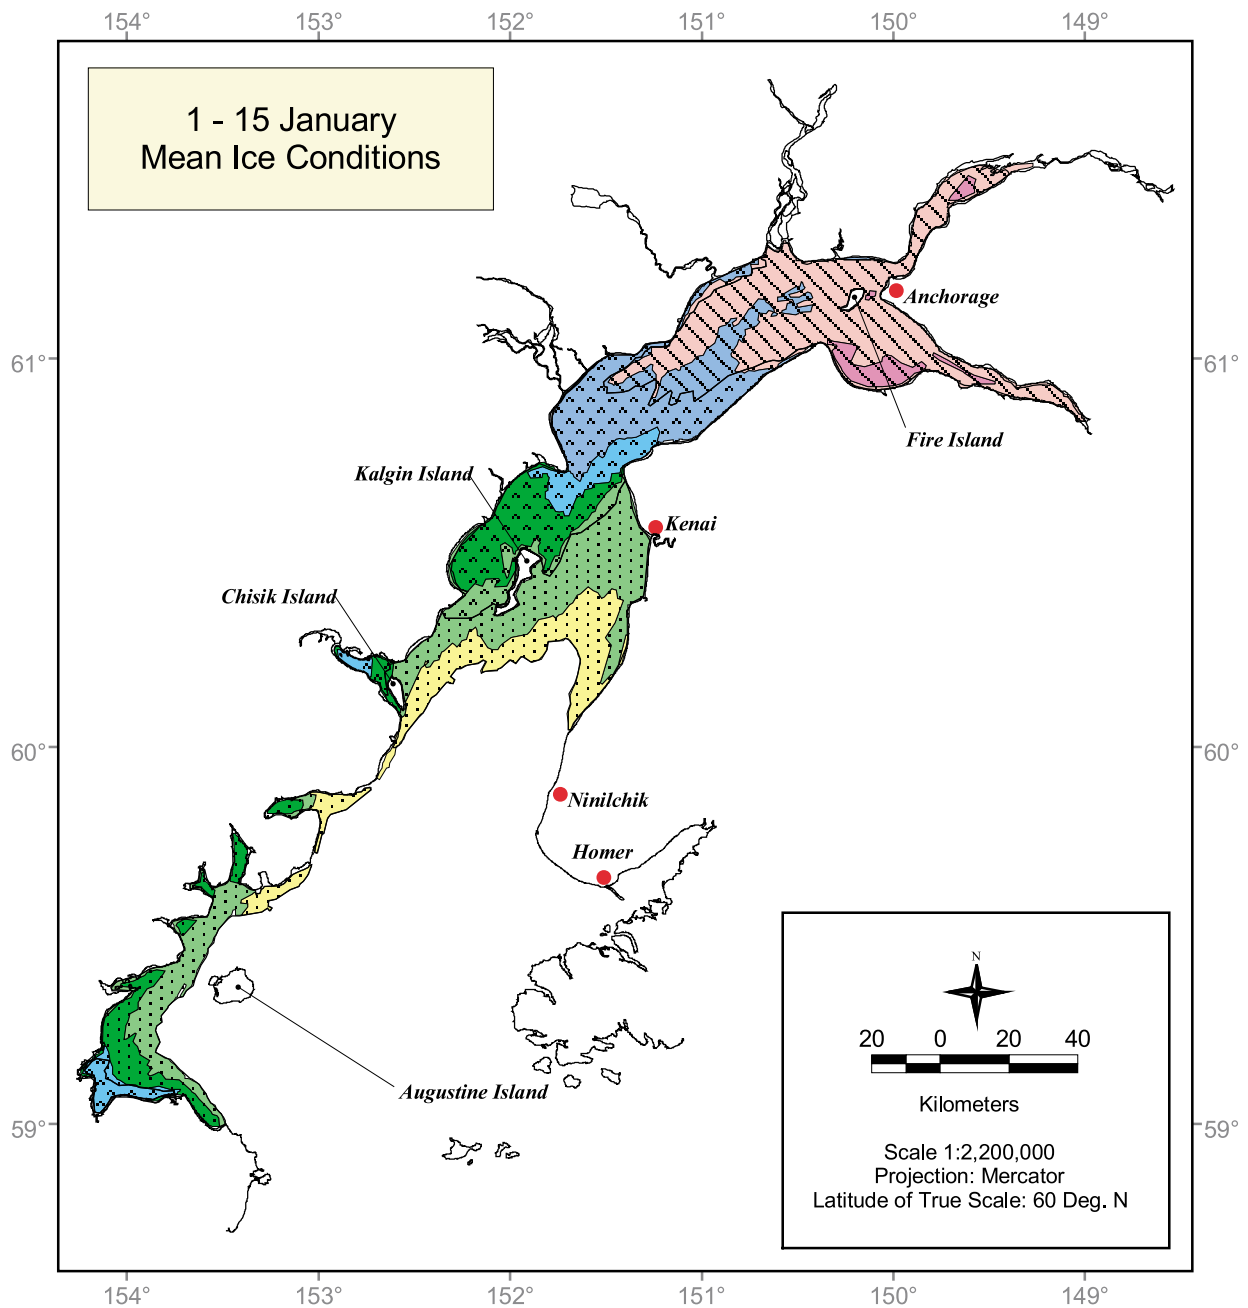 154° 153° 152° 151° 150° 149°
1 - 15 January
Mean Ice Conditions
Anchorage
61° 61°
Fire Island
Kalgin Island
Kenai
Chisik Island
60° 60°
Ninilchik
Homer
N
20 0 20 40
Augustine Island
Kilometers
59° 59°
Scale 1:2,200,000
Projection: Mercator
Latitude of True Scale: 60 Deg. N
154° 153° 152° 151° 150° 149°